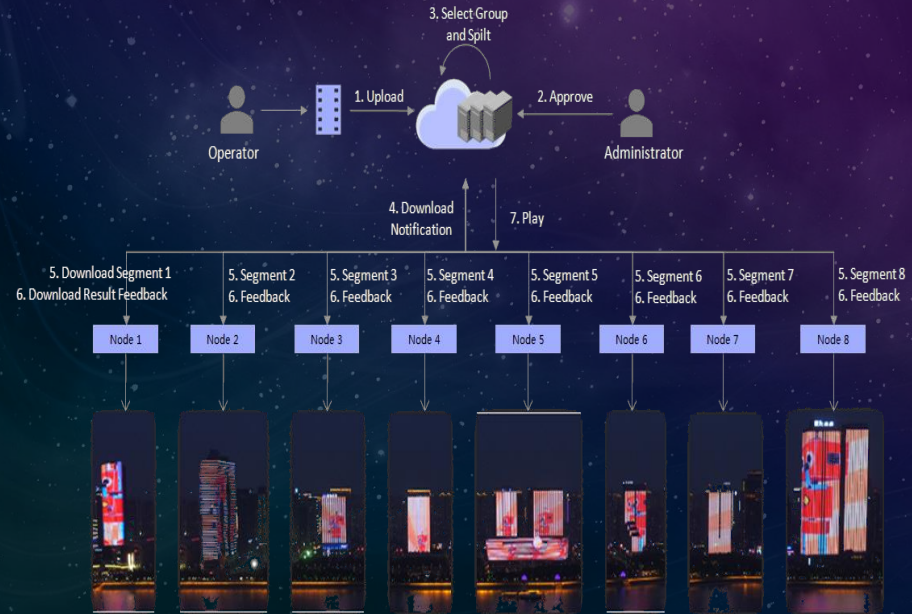 3. Select Group
and Spilt
1. Upload
2. Approve
Operator
Administrator
4. Download
Notification
7. Play
5. Download Segment 1
6. Download Result Feedback
5. Segment 2
6. Feedback
5. Segment 3
6. Feedback
5. Segment 4
6. Feedback
5. Segment 5
6. Feedback
5. Segment 6
6. Feedback
5. Segment 7
6. Feedback
5. Segment 8
6. Feedback
Node 1
Node 2
Node 3
Node 4
Node 5
Node 6
Node 7
Node 8